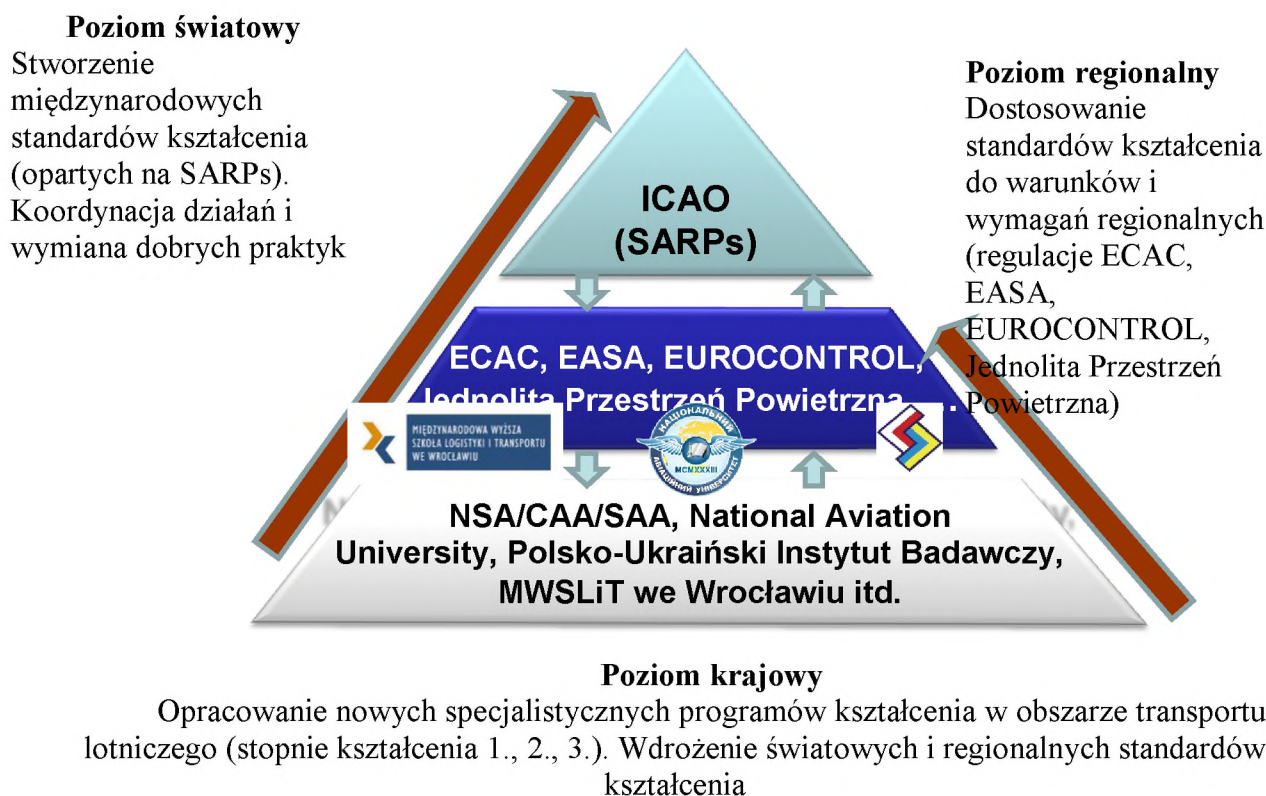 Poziom światowy
Stworzenie
międzynarodowych
standardów kształcenia
(opartych na SARPs).
Koordynacja działań i
wymiana dobrych praktyk
Poziom regionalny
Dostosowanie
standardów kształcenia
do warunków i
wymagań regionalnych
(regulacje ECAC,
EASA,
EUROCONTROL,
Jednolita Przestrzeń
Powietrzna)
ICAO
(SARPs)
ECAC, EASA, EUROCONTROL,
Jednolita Przestrzeń Powietrzna, ...
MIĘDZYNARODOWA WYŻSZA
SZKOŁA LOGISTYKI I TRANSPORTU
WE WROCŁAWIU
НАЦІОНАЛЬНИЙ
MCMXXXIII
АВІАЦІЙНИЙ УНІВЕРСИТЕТ
NSA/CAA/SAA, National Aviation
University, Polsko-Ukraiński Instytut Badawczy,
MWSLiT we Wrocławiu itd.
Poziom krajowy
Opracowanie nowych specjalistycznych programów kształcenia w obszarze transportu
lotniczego (stopnie kształcenia 1., 2., 3.). Wdrożenie światowych i regionalnych standardów
kształcenia